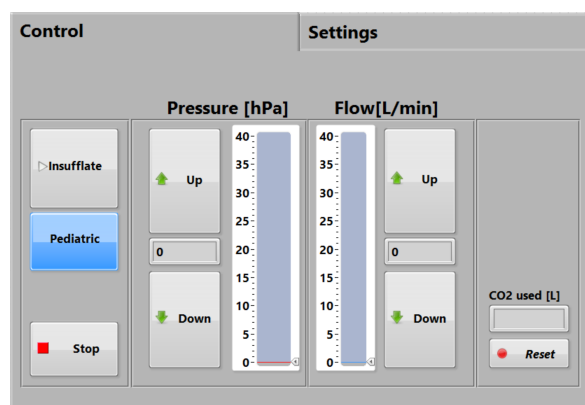 Control
Settings
Pressure [hPa]
Flow[L/min]
Insufflate
Pediatric
Stop
Up
0
Down
40
35
30
25
20
15
10
5
0
40
35
30
25
20
15
10
5
0
Up
0
Down
CO2 used [L]
Reset